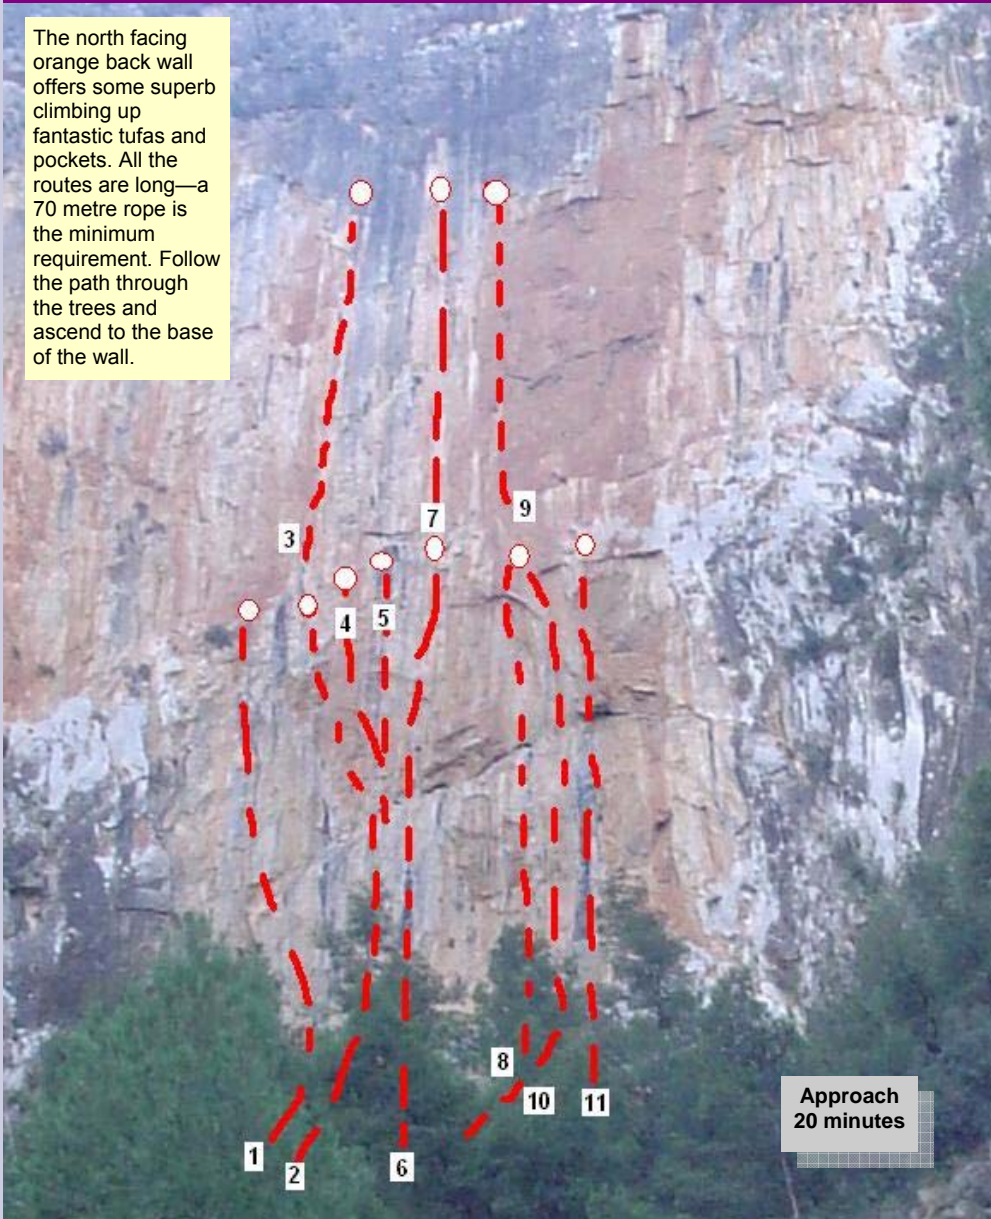 The north facing
orange back wall
offers some superb
climbing up
fantastic tufas and
pockets. All the
routes are long—a
70 metre rope is
the minimum
requirement. Follow
the path through
the trees and
ascend to the base
of the wall.
9
7
3
5
4
8
10
11
1
6
2
Approach
20 minutes